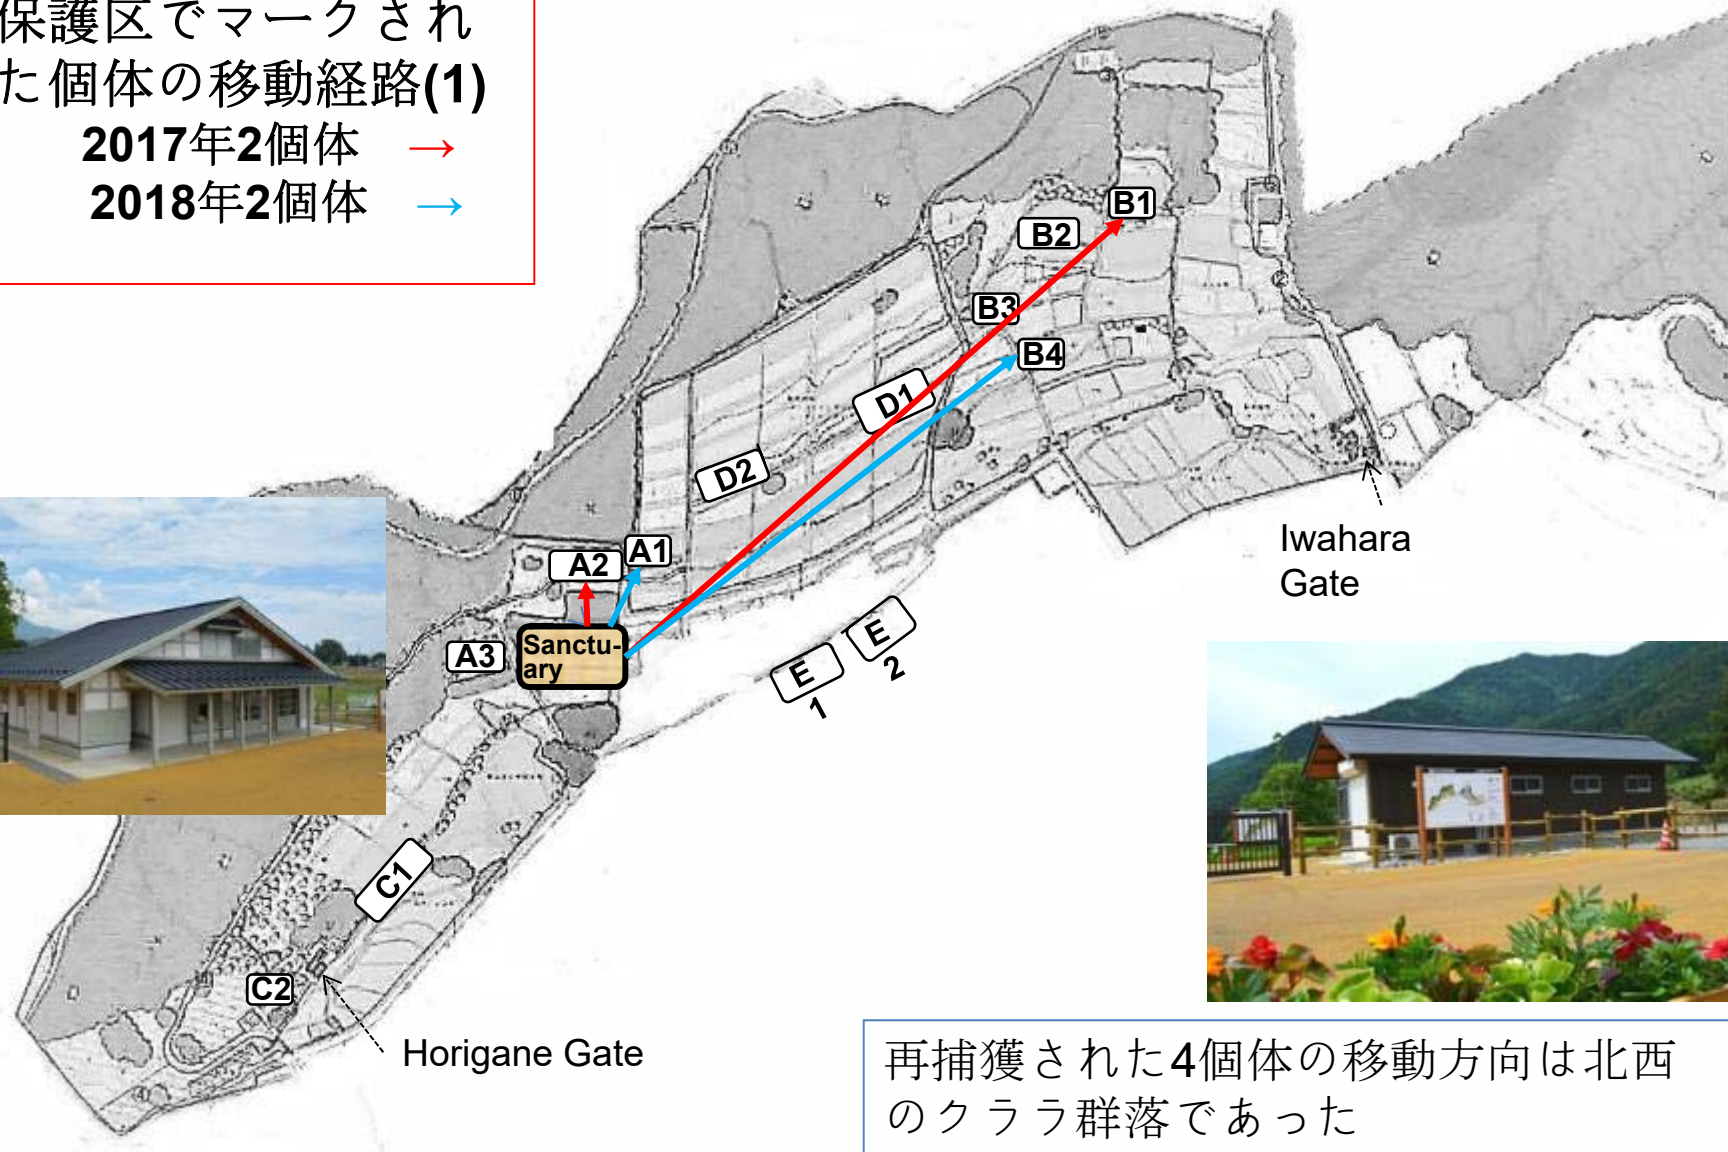 保護区でマークされ
た個体の移動経路(1)
2017年2個体 →
2018年2個体 →
B1
B2
B3
B4
D1
D2
A1
A2
A3
Sanctu-
ary
E
1
E
2
Iwahara
Gate
C1
C2
Horigane Gate
再捕獲された4個体の移動方向は北西
のクララ群落であった